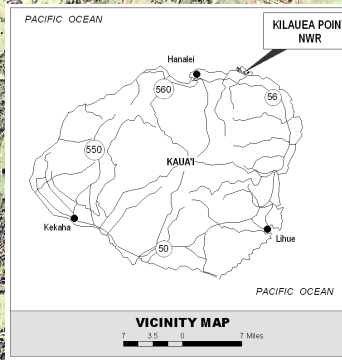 PACIFIC OCEAN
KILAUEA POIN
NWR
Hanalei
560
56
550
KAUA'I
Kekaha
50
Lihue
PACIFIC OCEAN
VICINITY MAP
7 3.5 0 7 Miles